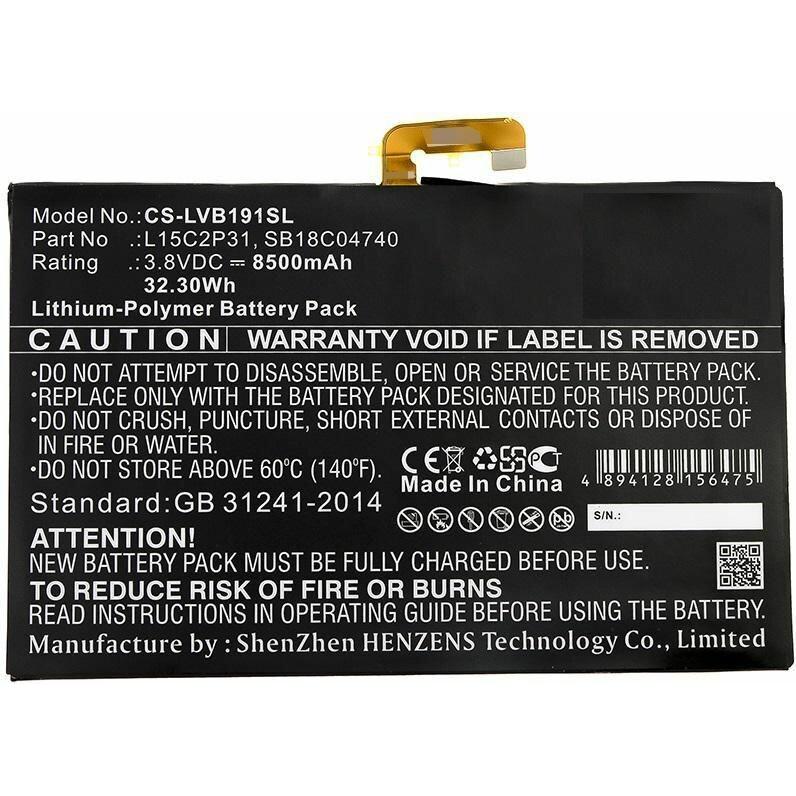 Model No.:CS-LVB191SL
Part No .:L15C2P31, SB18C04740
Rating .:3.8VDC ⎓ 8500mAh
32.30Wh
Lithium-Polymer Battery Pack
CAUTION WARRANTY VOID IF LABEL IS REMOVED
•DO NOT ATTEMPT TO DISASSEMBLE, OPEN OR SERVICE THE BATTERY PACK.
•REPLACE ONLY WITH THE BATTERY PACK DESIGNATED FOR THIS PRODUCT.
•DO NOT CRUSH, PUNCTURE, SHORT EXTERNAL CONTACTS OR DISPOSE OF
IN FIRE OR WATER.
•DO NOT STORE ABOVE 60ºC (140ºF).
CE PCT
Made In China
4 894128 156475
Standard:GB 31241-2014
Pb
S/N.:
ATTENTION!
NEW BATTERY PACK MUST BE FULLY CHARGED BEFORE USE.
TO REDUCE RISK OF FIRE OR BURNS
READ INSTRUCTIONS IN OPERATING GUIDE BEFORE USING THE BATTERY.
Manufacture by : ShenZhen HENZENS Technology Co., Limited